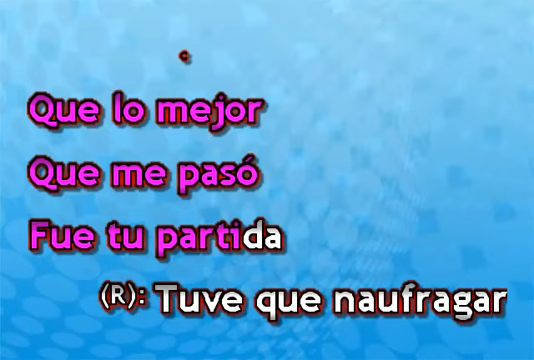 Que lo mejor
Que me pasó
Fue tu partida
(R): Tuve que naufragar